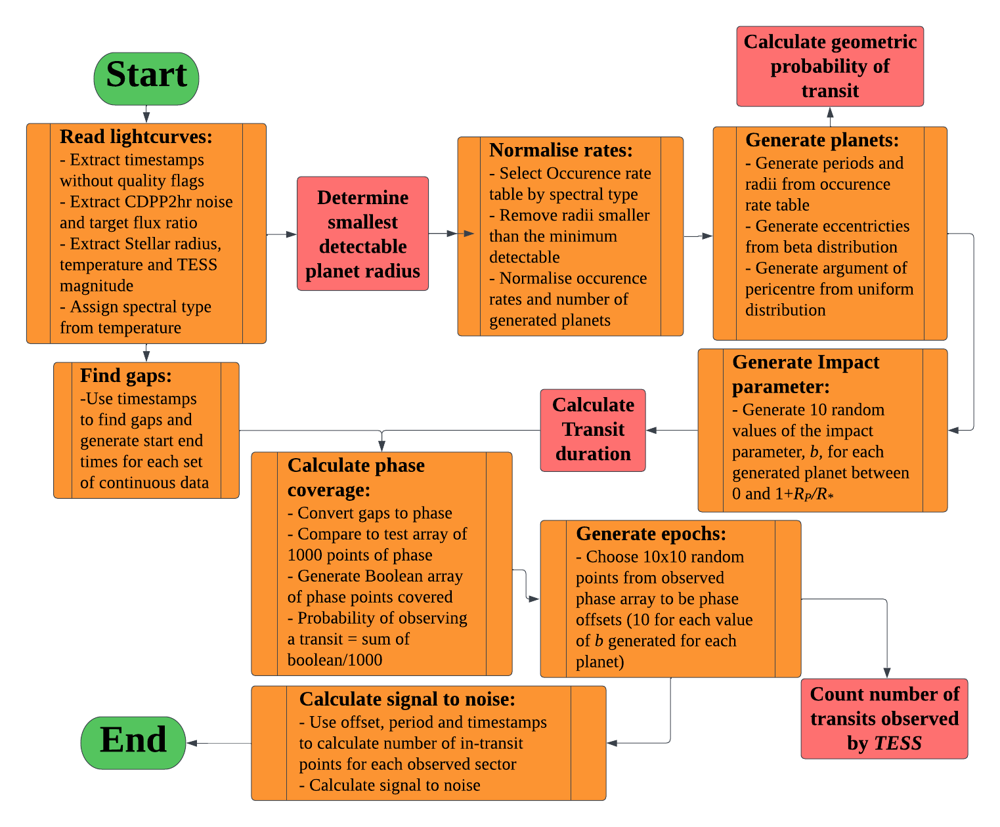 Start
Read lightcurves:
- Extract timestamps
without quality flags
- Extract CDPP2hr noise
and target flux ratio
- Extract Stellar radius,
temperature and TESS
magnitude
- Assign spectral type
from temperature
Determine
smallest
detectable
planet radius
Normalise rates:
- Select Occurence rate
table by spectral type
- Remove radii smaller
than the minimum
detectable
- Normalise occurence
rates and number of
generated planets
Calculate geometric
probability of
transit
Generate planets:
- Generate periods and
radii from occurence
rate table
- Generate eccentricties
from beta distribution
- Generate argument of
pericentre from uniform
distribution
Generate Impact
parameter:
- Generate 10 random
values of the impact
parameter, b, for each
generated planet between
0 and 1+RP/R*
Calculate
Transit
duration
Find gaps:
-Use timestamps
to find gaps and
generate start end
times for each set
of continuous data
Calculate phase
coverage:
- Convert gaps to phase
- Compare to test array of
1000 points of phase
- Generate Boolean array
of phase points covered
- Probability of observing
a transit = sum of
boolean/1000
Generate epochs:
- Choose 10x10 random
points from observed
phase array to be phase
offsets (10 for each value
of b generated for each
planet)
Count number of
transits observed
by TESS
Calculate signal to noise:
- Use offset, period and timestamps
to calculate number of in-transit
points for each observed sector
- Calculate signal to noise
End